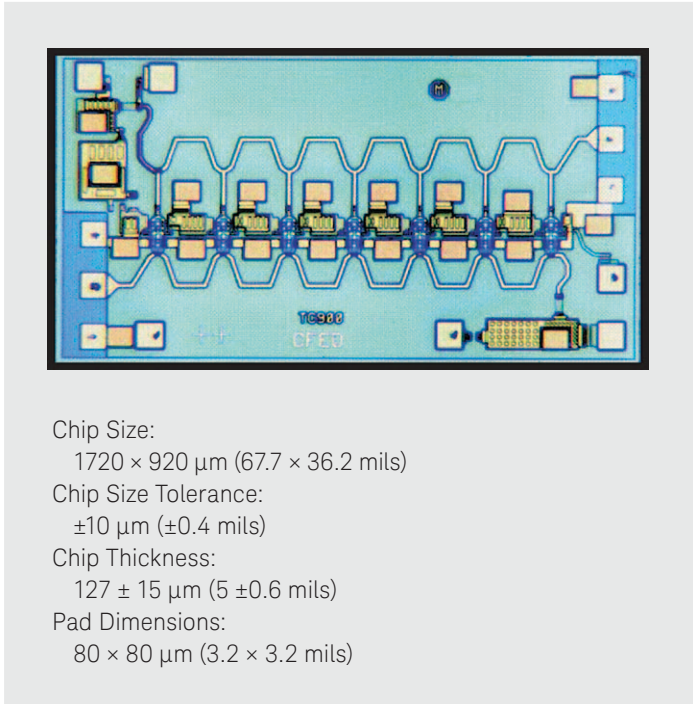 M
TC900
Chip Size:
1720 × 920 µm (67.7 × 36.2 mils)
Chip Size Tolerance:
±10 µm (±0.4 mils)
Chip Thickness:
127 ± 15 µm (5 ±0.6 mils)
Pad Dimensions:
80 × 80 µm (3.2 × 3.2 mils)